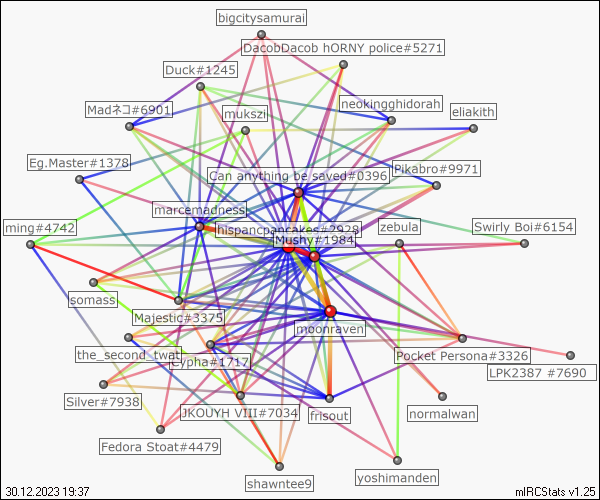 bigcitysamurai
DacobDacob hORNY police#5271
Duck#1245
Madネコ#6901
mukszi
neokingghidorah
eliakith
Eg.Master#1378
Can anything be saved#0396
Pikabro#9971
marcemadness
ming#4742
hispancpancakes#2928
zebula
Swirly Boi#6154
Mushy#1984
somass
Majestic#3375
moonraven
the_second_twat
Cypha#1717
Pocket Persona#3326
LPK2387 #7690
Silver#7938
JKOUYH VIII#7034
frisout
normalwan
Fedora Stoat#4479
shawntee9
yoshimanden
30.12.2023 19:37
mIRCStats v1.25